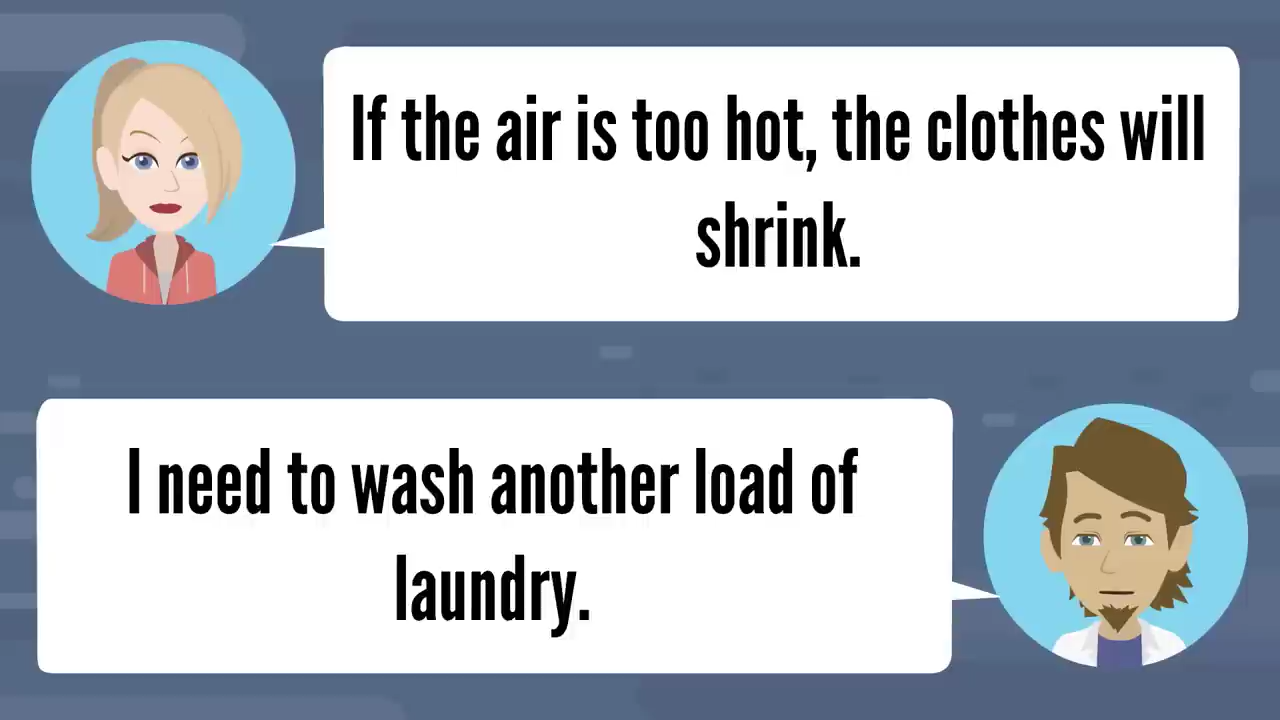 If the air is too hot, the clothes will
shrink.
I need to wash another load of
laundry.